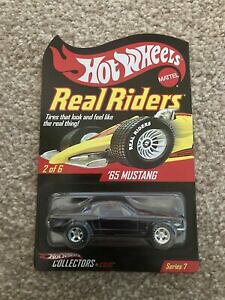 Hot Wheels
MATTEL
Real Riders
Tires that look and feel like
the real thing!
REAL RIDERS
2 of 6
'65 MUSTANG
Hot Wheels
COLLECTORS.COM
Series 7